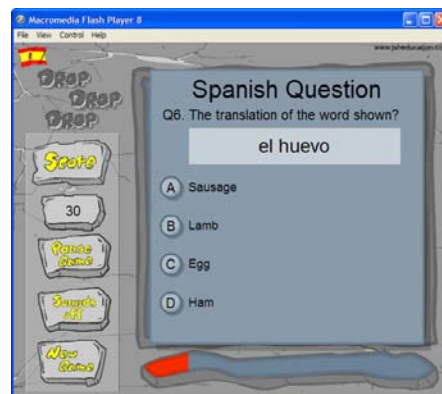 Macromedia Flash Player 8
File View Control Help
DROP
DROP
DROP
Score
30
Pause
Game
Sounds
off
New
Game
Spanish Question
Q6. The translation of the word shown?
el huevo
A Sausage
B Lamb
C Egg
D Ham